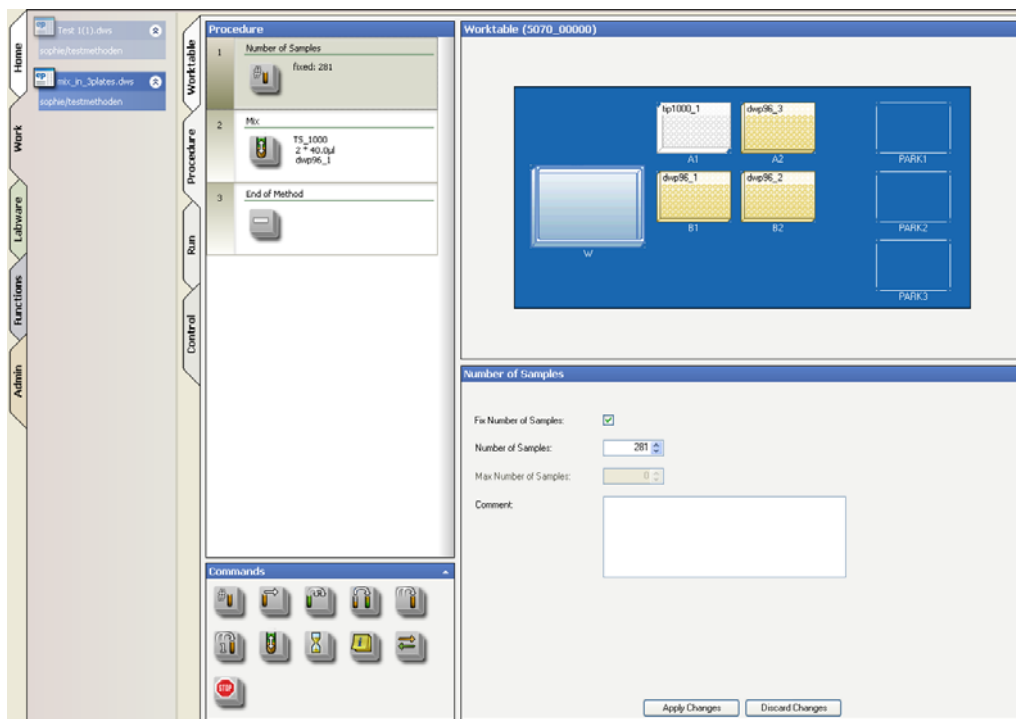 Home
Work
Labware
Functions
Admin
Test 1(1).dws
sophie/testmethoden
mix_in_3plates.dws
sophie/testmethoden
Worktable
Procedure
Run
Control
Procedure
1
Number of Samples
fixed: 281
2
Mix
TS_1000
2 * 40.0µl
dwp96_1
3
End of Method
Commands
STOP
Worktable (5070_00000)
tip1000_1
dwp96_3
A1
A2
PARK1
dwp96_1
dwp96_2
B1
B2
PARK2
W
PARK3
Number of Samples
Fix Number of Samples:
Number of Samples:
281
Max Number of Samples:
0
Comment:
Apply Changes
Discard Changes